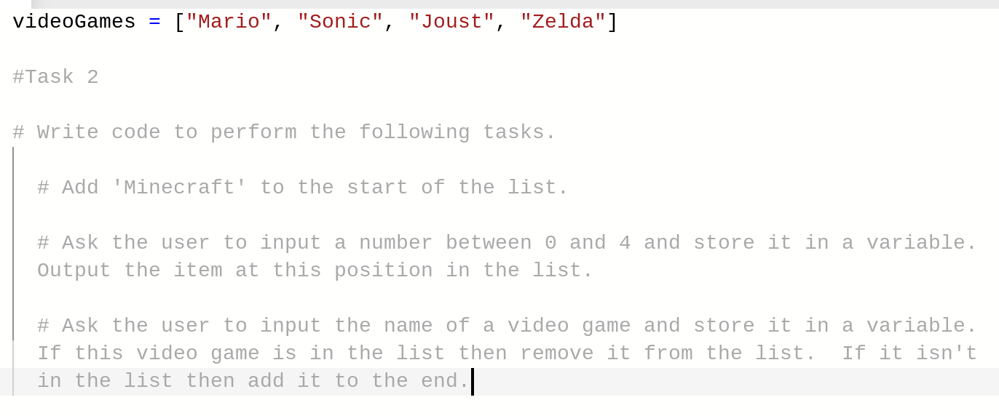 videoGames = ["Mario", "Sonic", "Joust", "Zelda"]
#Task 2
# Write code to perform the following tasks.
# Add 'Minecraft' to the start of the list.
# Ask the user to input a number between 0 and 4 and store it in a variable.
Output the item at this position in the list.
# Ask the user to input the name of a video game and store it in a variable.
If this video game is in the list then remove it from the list.  If it isn't
in the list then add it to the end.